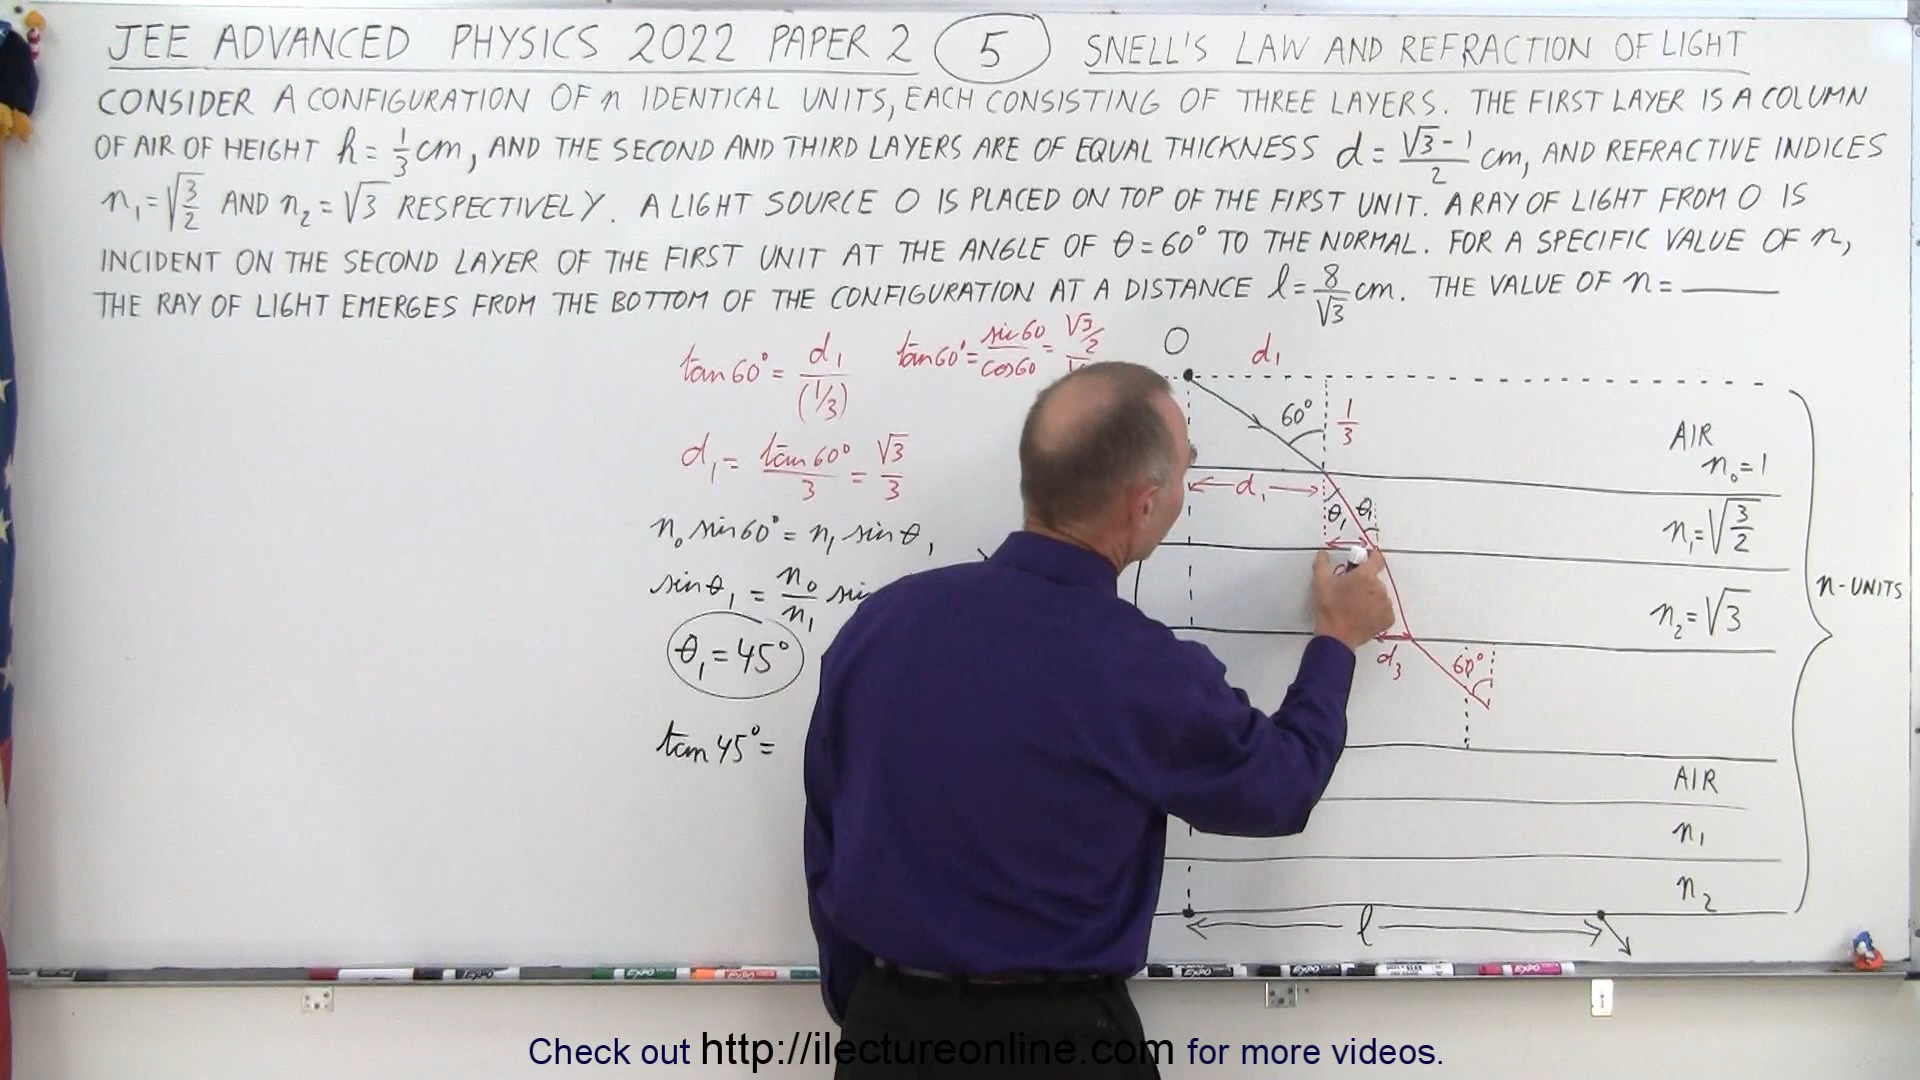 JEE ADVANCED PHYSICS 2022 PAPER 2 5 SNELL'S LAW AND REFRACTION OF LIGHT
CONSIDER A CONFIGURATION OF n IDENTICAL UNITS, EACH CONSISTING OF THREE LAYERS. THE FIRST LAYER IS A COLUMN
OF AIR OF HEIGHT h = 1/3 cm, AND THE SECOND AND THIRD LAYERS ARE OF EQUAL THICKNESS d = (√3 - 1)/2 cm, AND REFRACTIVE INDICES
n₁ = √(3/2) AND n₂ = √3 RESPECTIVELY. A LIGHT SOURCE O IS PLACED ON TOP OF THE FIRST UNIT. A RAY OF LIGHT FROM O IS
INCIDENT ON THE SECOND LAYER OF THE FIRST UNIT AT THE ANGLE OF θ = 60° TO THE NORMAL. FOR A SPECIFIC VALUE OF n,
THE RAY OF LIGHT EMERGES FROM THE BOTTOM OF THE CONFIGURATION AT A DISTANCE l = 8/√3 cm. THE VALUE OF n = ____
tan 60° = d₁/(1/3)
tan 60° = sin 60/cos 60 = √3/2
d₁ = tan 60°/3 = √3/3
n₀ sin 60° = n₁ sin θ₁
sin θ₁ = n₀/n₁
θ₁ = 45°
tan 45° =
O
d₁
60°
1/3
AIR
n₀ = 1
d₁
θ₁ θ₁
n₁ = √(3/2)
n₂ = √3
n-UNITS
d₃
60°
AIR
n₁
n₂
l
EXPO
EXPO
EXPO
EXPO
EXPO
EXPO
Check out http://ilectureonline.com for more videos.